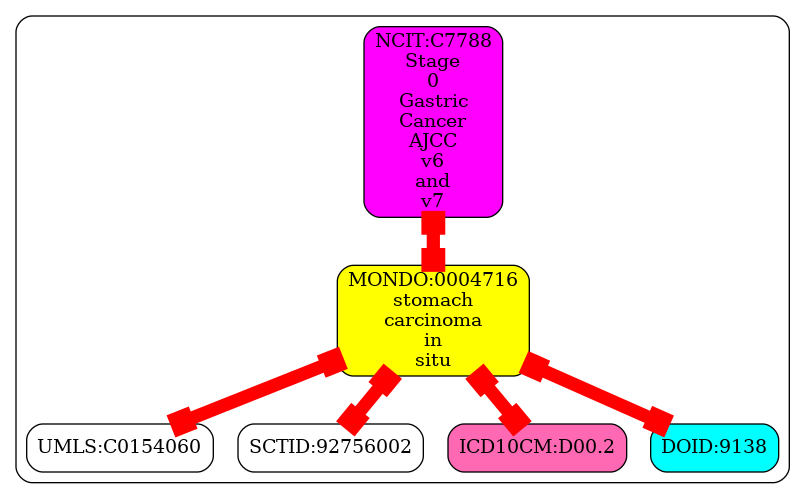 NCIT:C7788
Stage
0
Gastric
Cancer
AJCC
v6
and
v7
MONDO:0004716
stomach
carcinoma
in
situ
UMLS:C0154060
SCTID:92756002
ICD10CM:D00.2
DOID:9138